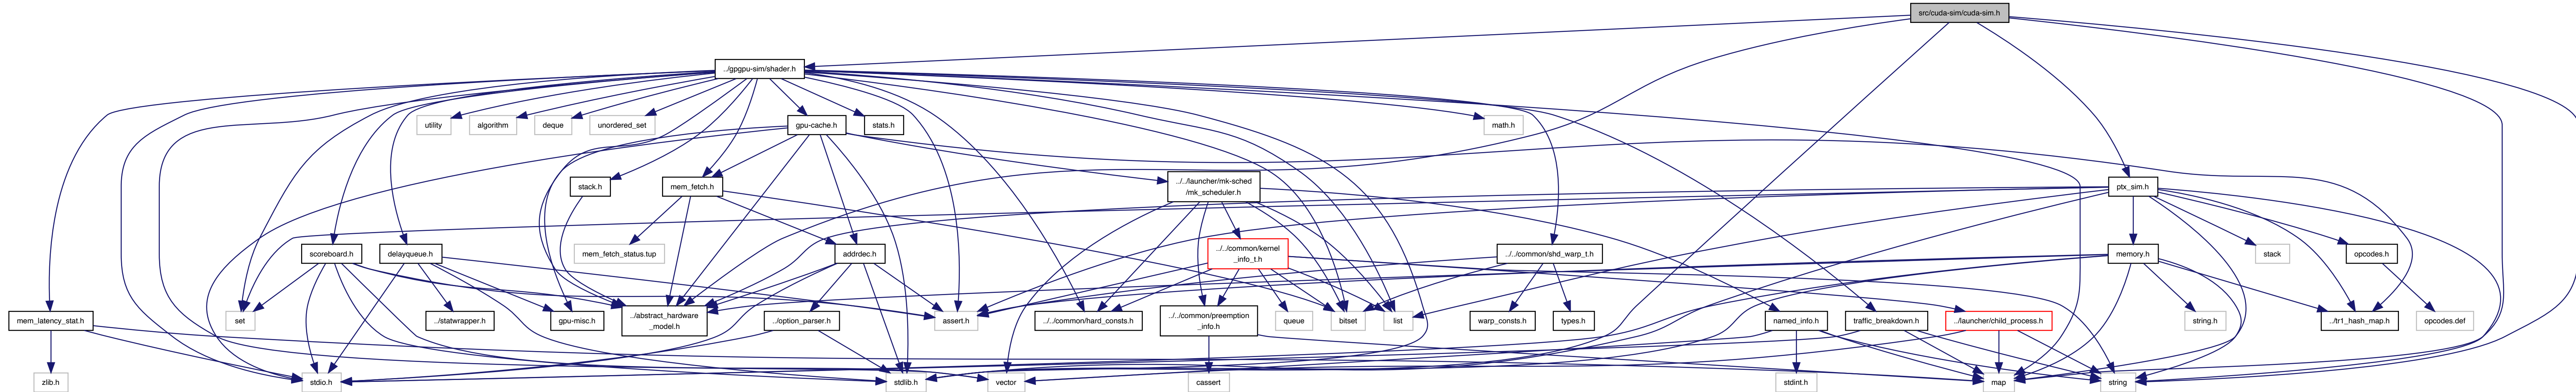 src/cuda-sim/cuda-sim.h
../gpgpu-sim/shader.h
utility
algorithm
deque
unordered_set
gpu-cache.h
stats.h
math.h
stack.h
mem_fetch.h
../../launcher/mk-sched
/mk_scheduler.h
ptx_sim.h
scoreboard.h
delayqueue.h
mem_fetch_status.tup
addrdec.h
../../common/kernel
_info_t.h
../../common/shd_warp_t.h
memory.h
stack
opcodes.h
mem_latency_stat.h
set
../statwrapper.h
gpu-misc.h
../abstract_hardware
_model.h
../option_parser.h
assert.h
../../common/hard_consts.h
../../common/preemption
_info.h
queue
bitset
list
warp_consts.h
types.h
named_info.h
traffic_breakdown.h
../launcher/child_process.h
string.h
../tr1_hash_map.h
opcodes.def
zlib.h
stdio.h
stdlib.h
vector
cassert
stdint.h
map
string